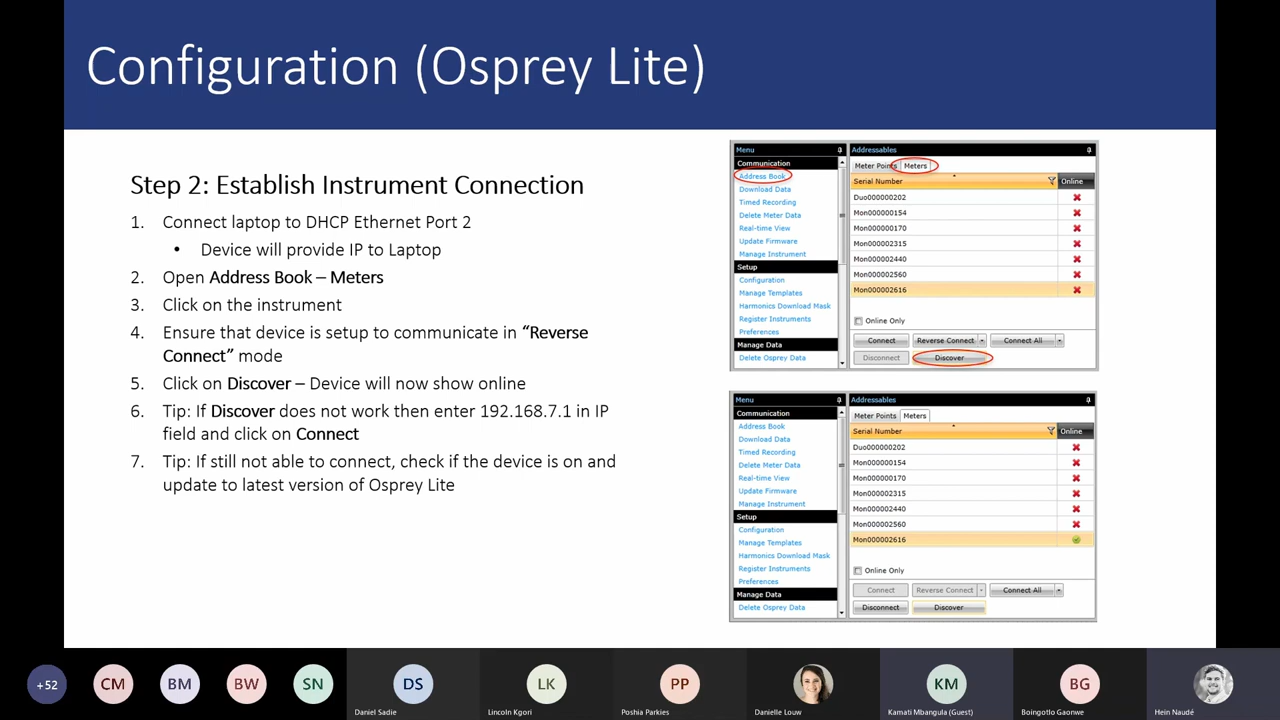 Configuration (Osprey Lite)
Step 2: Establish Instrument Connection
1. Connect laptop to DHCP Ethernet Port 2
• Device will provide IP to Laptop
2. Open Address Book – Meters
3. Click on the instrument
4. Ensure that device is setup to communicate in “Reverse
Connect” mode
5. Click on Discover – Device will now show online
6. Tip: If Discover does not work then enter 192.168.7.1 in IP
field and click on Connect
7. Tip: If still not able to connect, check if the device is on and
update to latest version of Osprey Lite
Menu
Communication
Address Book
Download Data
Timed Recording
Delete Meter Data
Real-time View
Update Firmware
Manage Instrument
Setup
Configuration
Manage Templates
Harmonics Download Mask
Register Instruments
Preferences
Manage Data
Delete Osprey Data
Addressables
Meter Points Meters
Serial Number Online
Duo000000202
Mon000000154
Mon000000170
Mon000002315
Mon000002440
Mon000002560
Mon000002616
Online Only
Connect Reverse Connect Connect All
Disconnect Discover
Menu
Communication
Address Book
Download Data
Timed Recording
Delete Meter Data
Real-time View
Update Firmware
Manage Instrument
Setup
Configuration
Manage Templates
Harmonics Download Mask
Register Instruments
Preferences
Manage Data
Delete Osprey Data
Addressables
Meter Points Meters
Serial Number Online
Duo000000202
Mon000000154
Mon000000170
Mon000002315
Mon000002440
Mon000002560
Mon000002616
Online Only
Connect Reverse Connect Connect All
Disconnect Discover
+52 CM BM BW SN DS LK PP KM BG
Daniel Sadie Lincoln Kgori Poshia Parkies Danielle Louw Kamati Mbangula (Guest) Boingotlo Gaonwe Hein Naudé